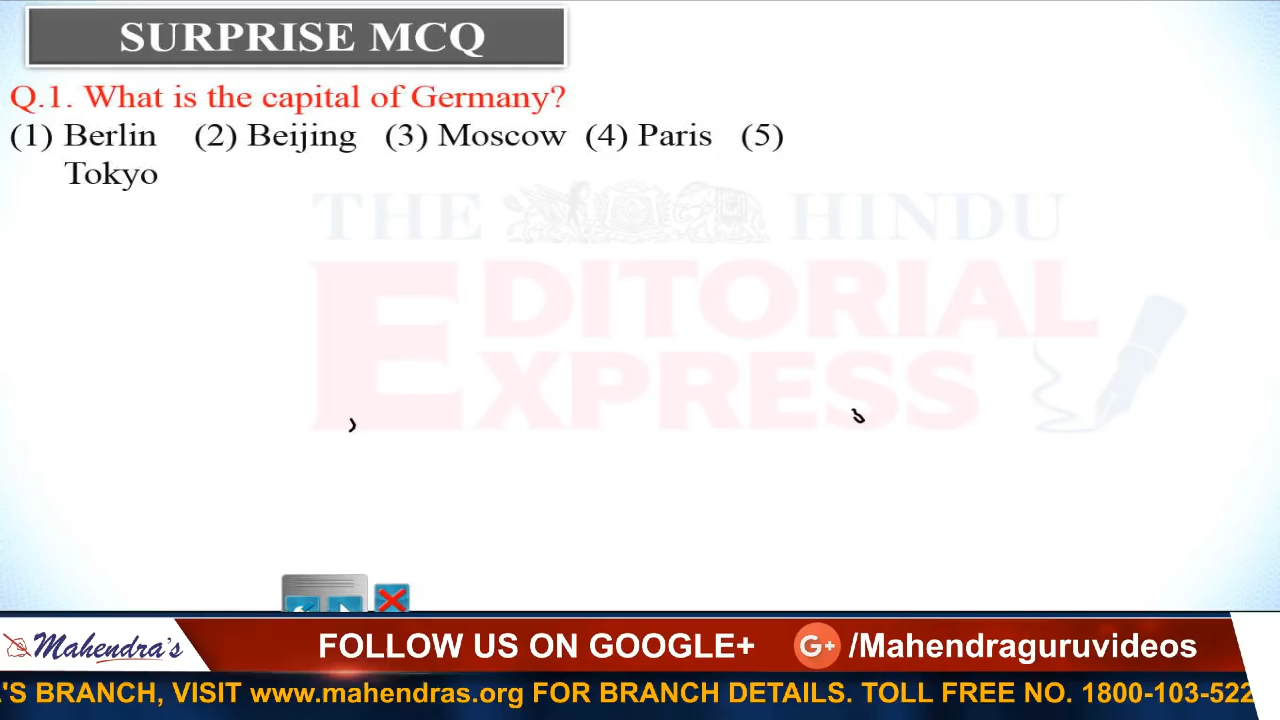 SURPRISE MCQ
Q.1. What is the capital of Germany?
(1) Berlin (2) Beijing (3) Moscow (4) Paris (5)
Tokyo
THE HINDU
EDITORIAL
EXPRESS
Mahendra's
FOLLOW US ON GOOGLE+ G+ /Mahendraguruvideos
'S BRANCH, VISIT www.mahendras.org FOR BRANCH DETAILS. TOLL FREE NO. 1800-103-522